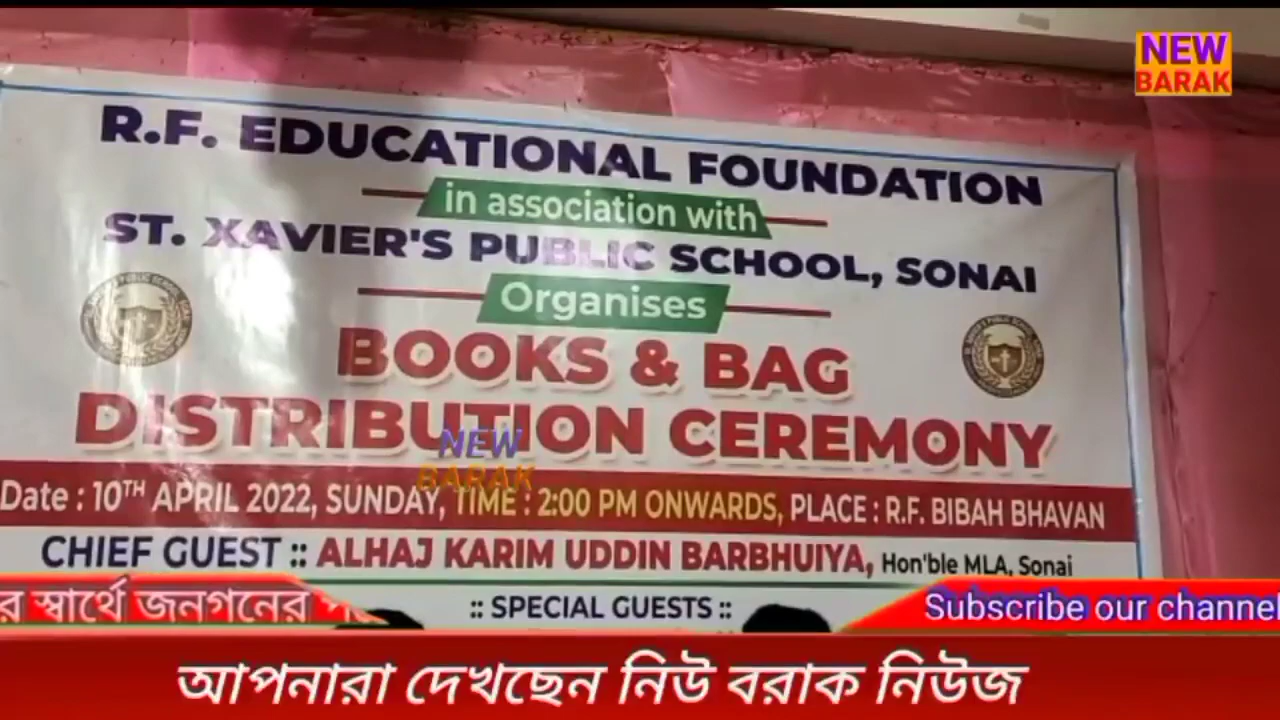 NEW
BARAK
R.F. EDUCATIONAL FOUNDATION
in association with
ST. XAVIER'S PUBLIC SCHOOL, SONAI
Organises
BOOKS & BAG
DISTRIBUTION CEREMONY
NEW
BARAK
Date : 10TH APRIL 2022, SUNDAY, TIME : 2:00 PM ONWARDS, PLACE : R.F. BIBAH BHAVAN
CHIEF GUEST :: ALHAJ KARIM UDDIN BARBHUIYA, Hon'ble MLA, Sonai
:: SPECIAL GUESTS ::
র স্বার্থে জনগনের
Subscribe our channel
আপনারা দেখছেন নিউ বরাক নিউজ